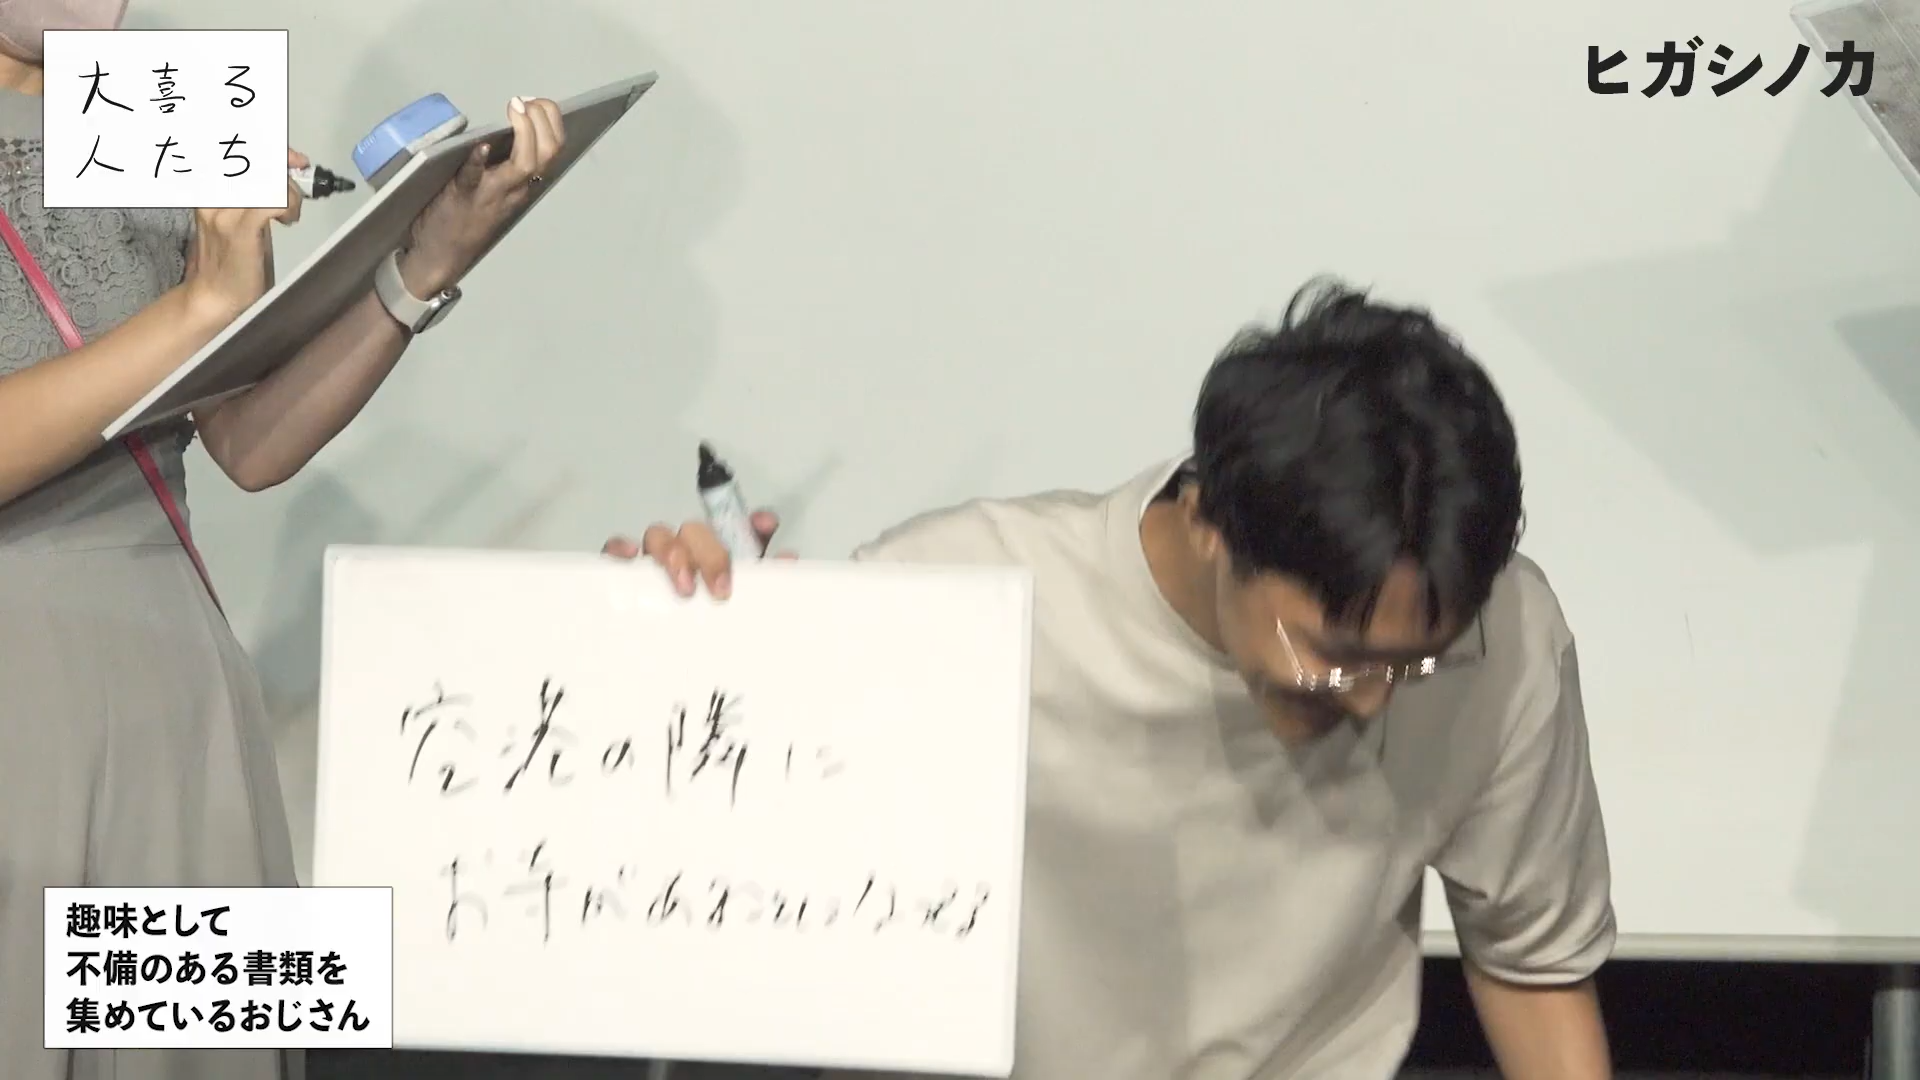 大喜る
人たち
ヒガシノカ
空港の隣に
お寺があ
趣味として
不備のある書類を
集めているおじさん